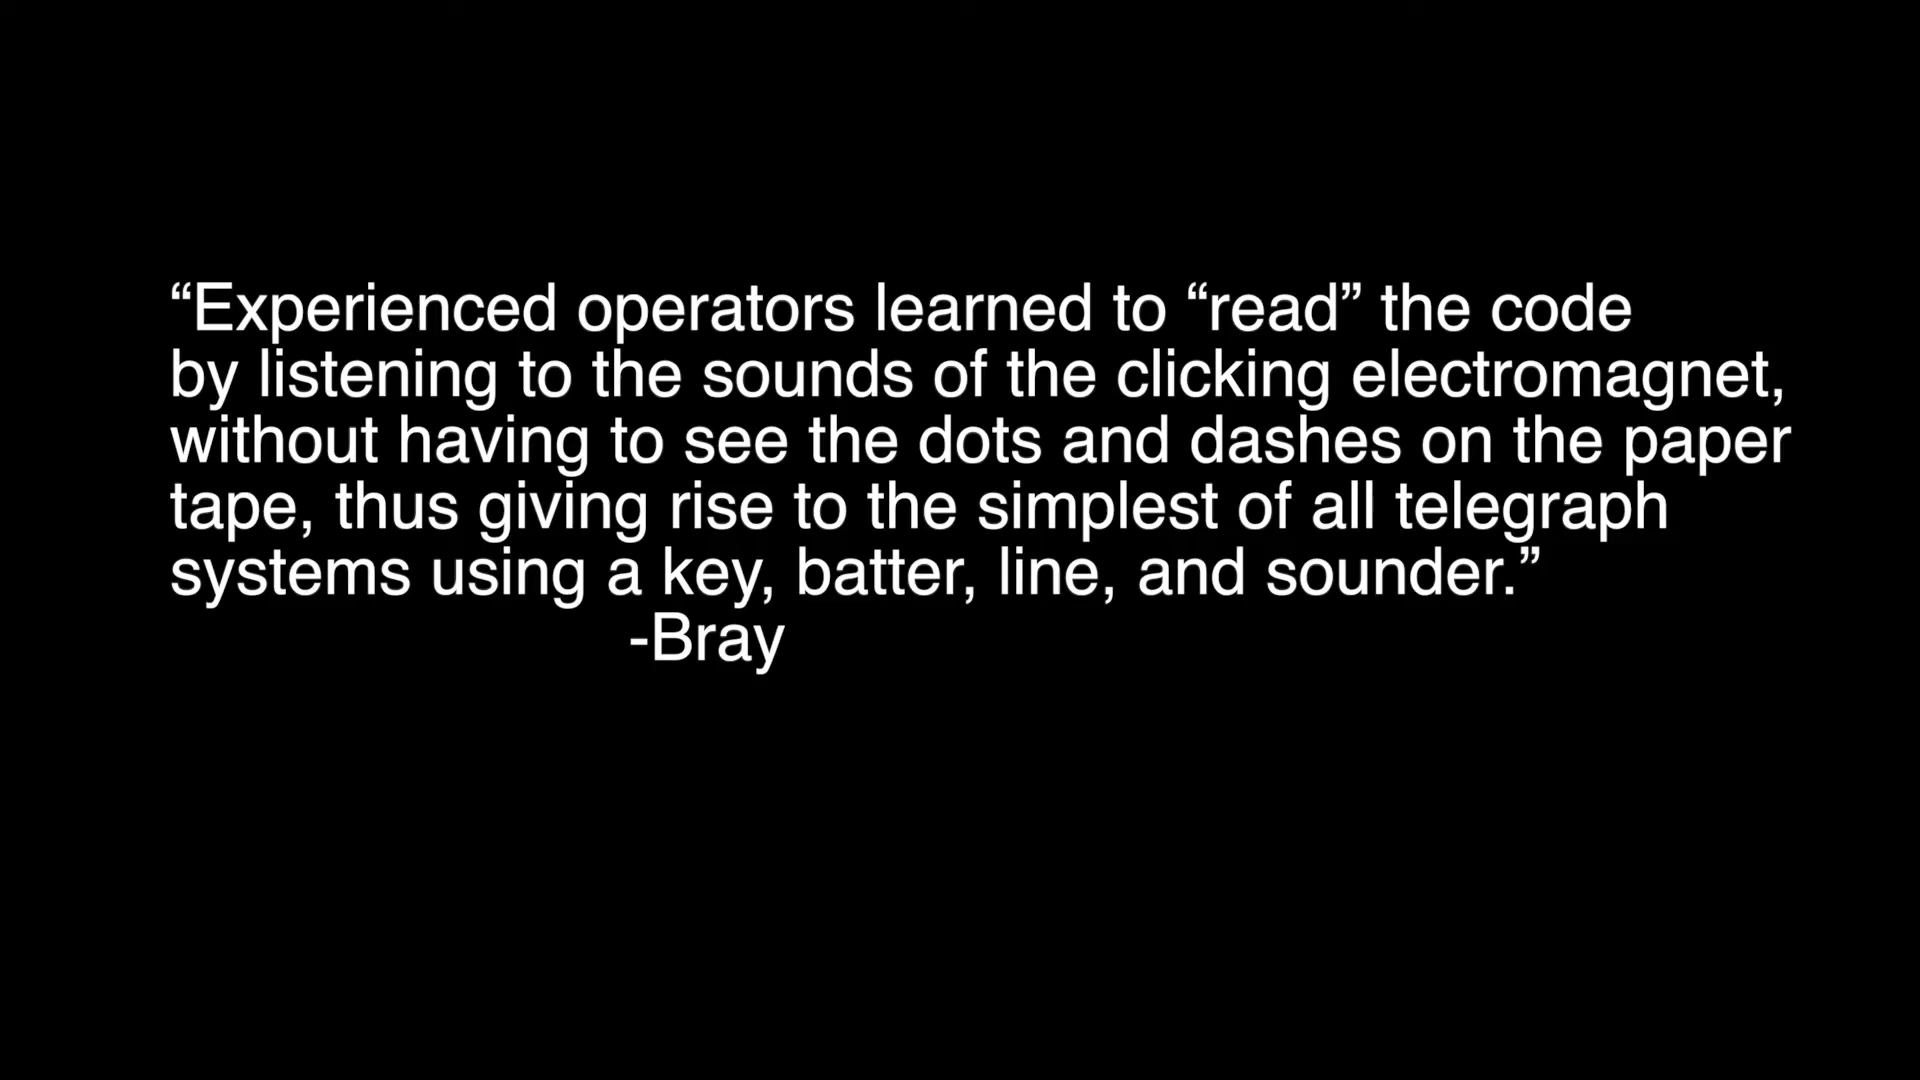 “Experienced operators learned to “read” the code
by listening to the sounds of the clicking electromagnet,
without having to see the dots and dashes on the paper
tape, thus giving rise to the simplest of all telegraph
systems using a key, batter, line, and sounder.”
-Bray